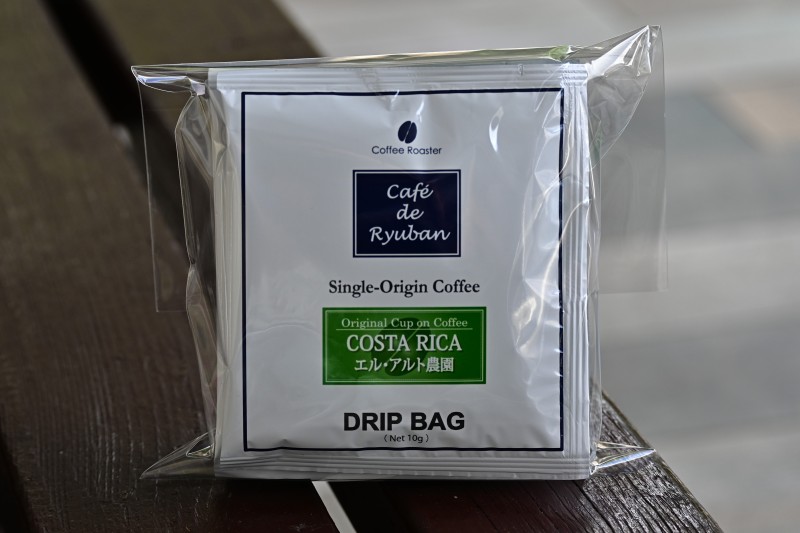 Coffee Roaster
Café
de
Ryuban
Single-Origin Coffee
Original Cup on Coffee
COSTA RICA
エル・アルト農園
DRIP BAG
( Net 10g )